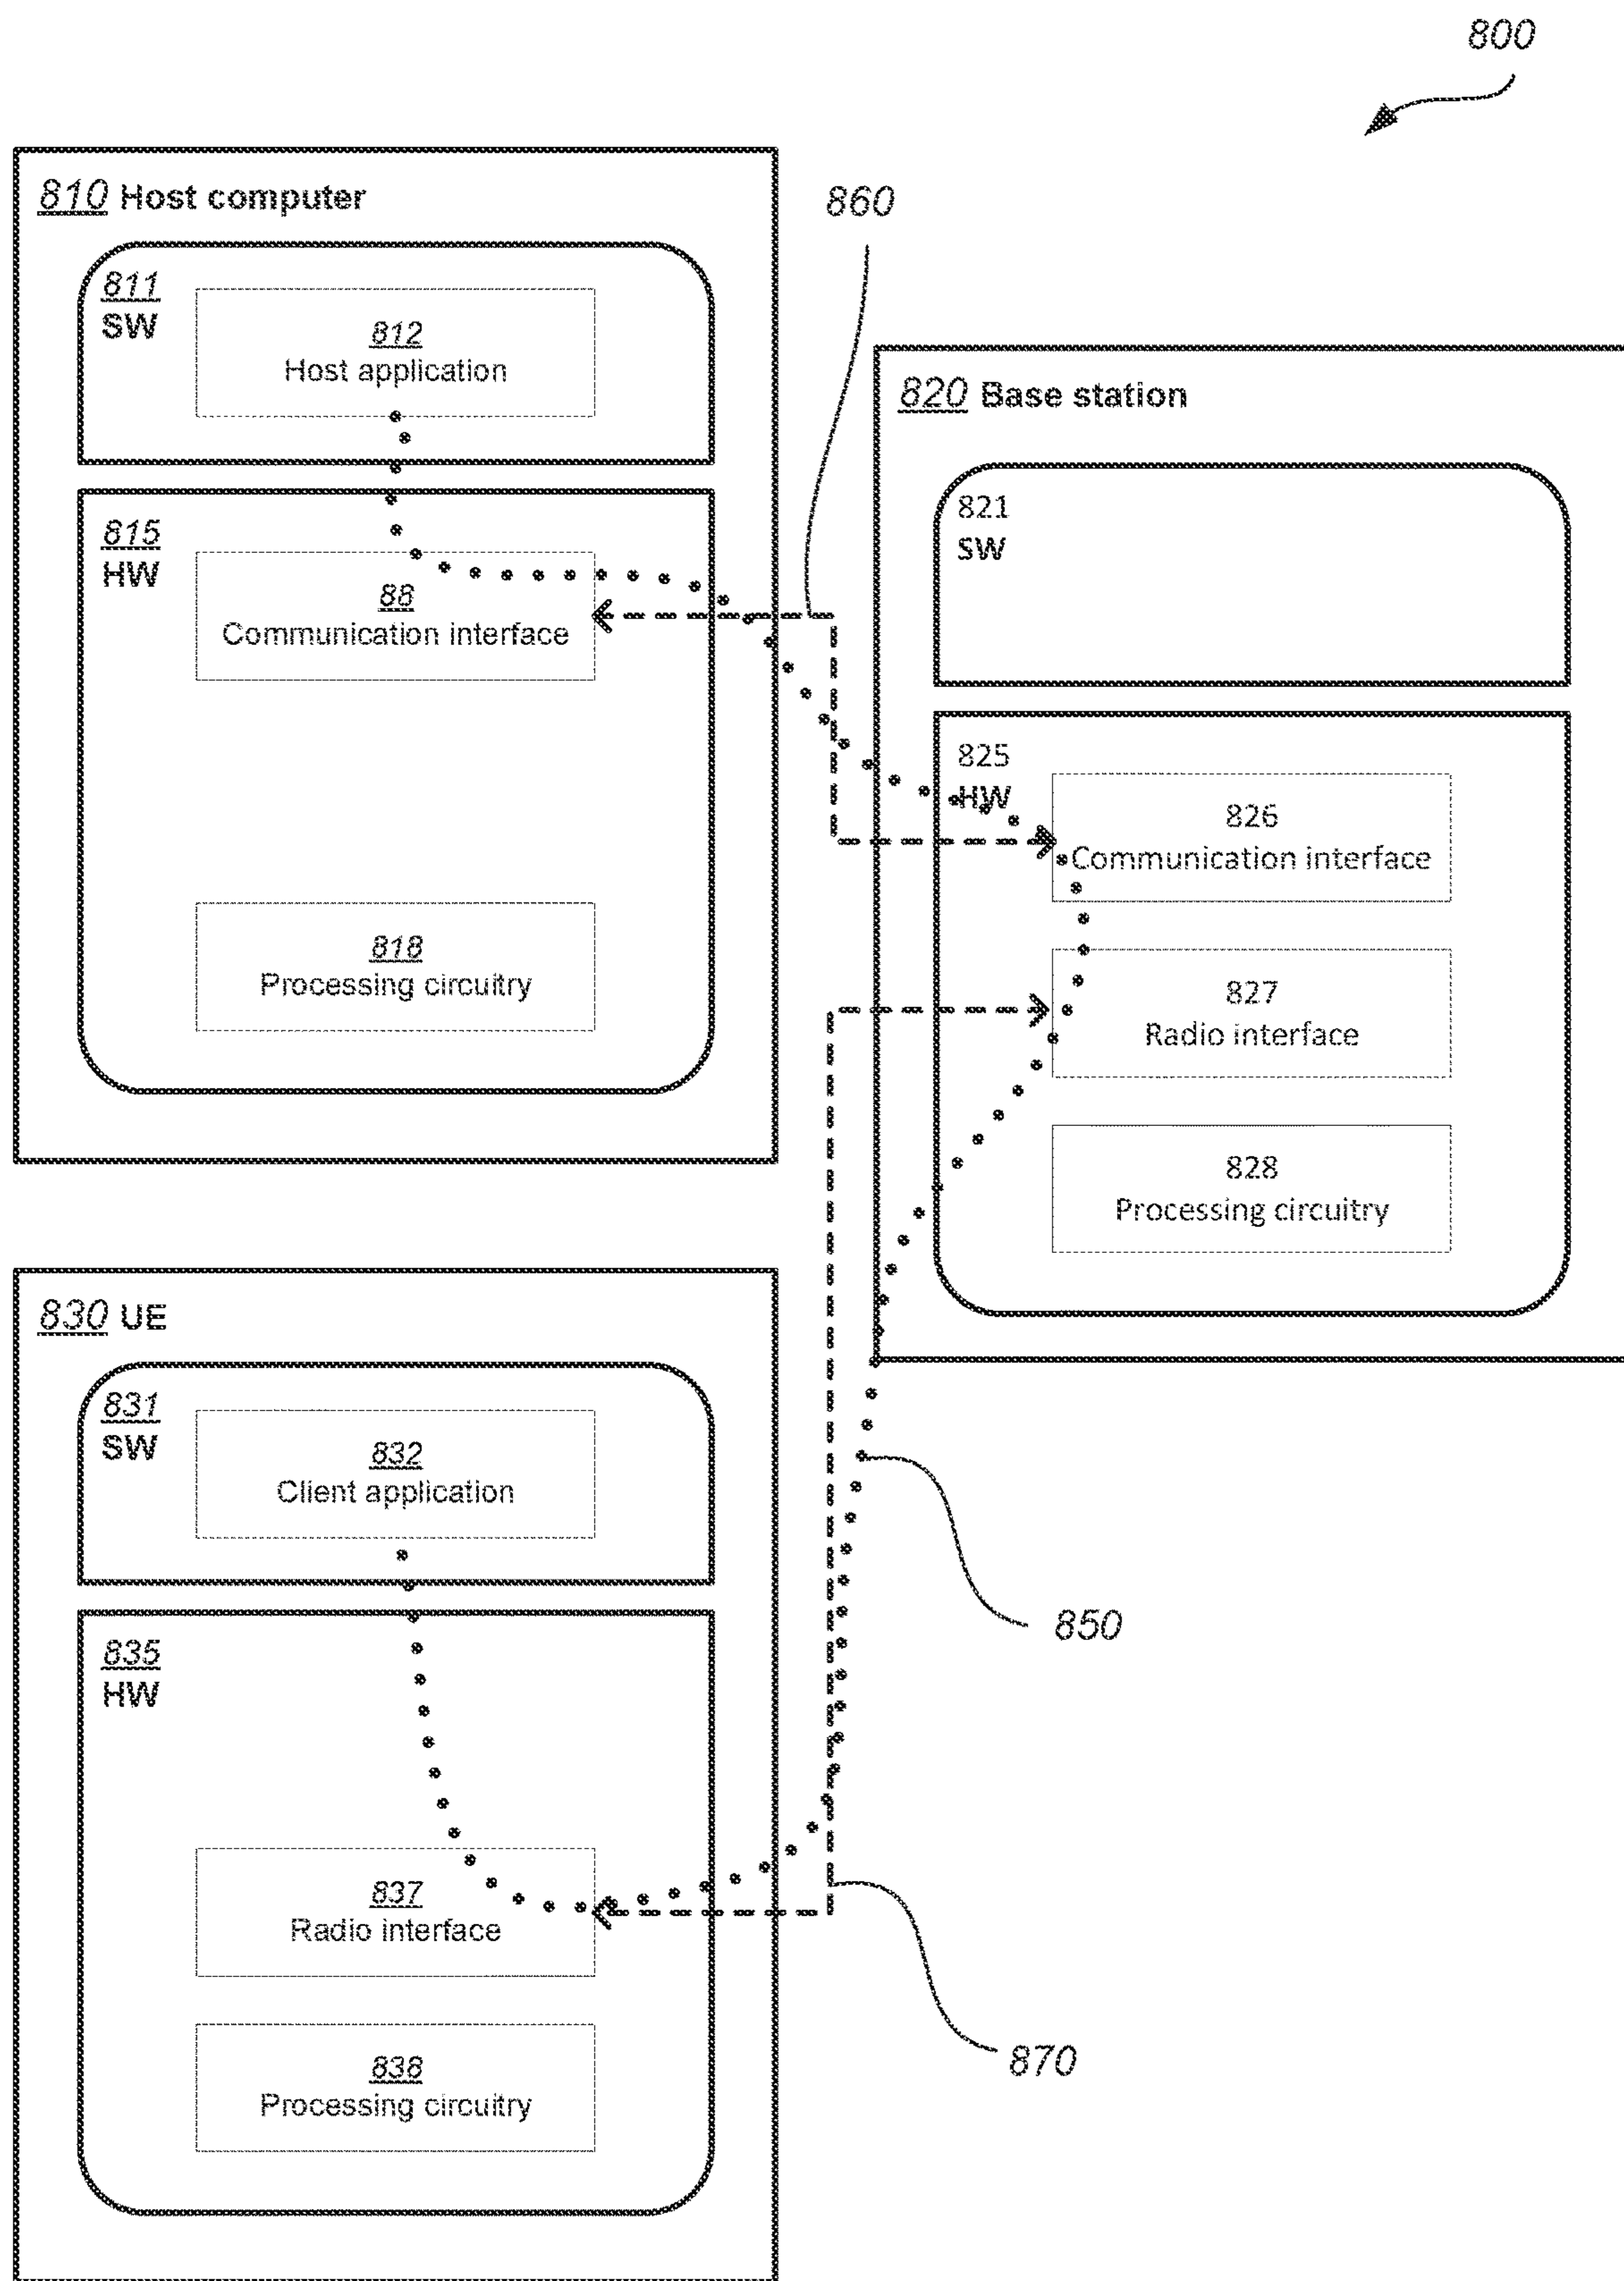 800
810 Host computer
811
SW
812
Host application
815
HW
88
Communication interface
818
Processing circuitry
860
820 Base station
821
SW
825
HW
826
Communication interface
827
Radio interface
828
Processing circuitry
830 UE
831
SW
832
Client application
835
HW
837
Radio interface
838
Processing circuitry
850
870